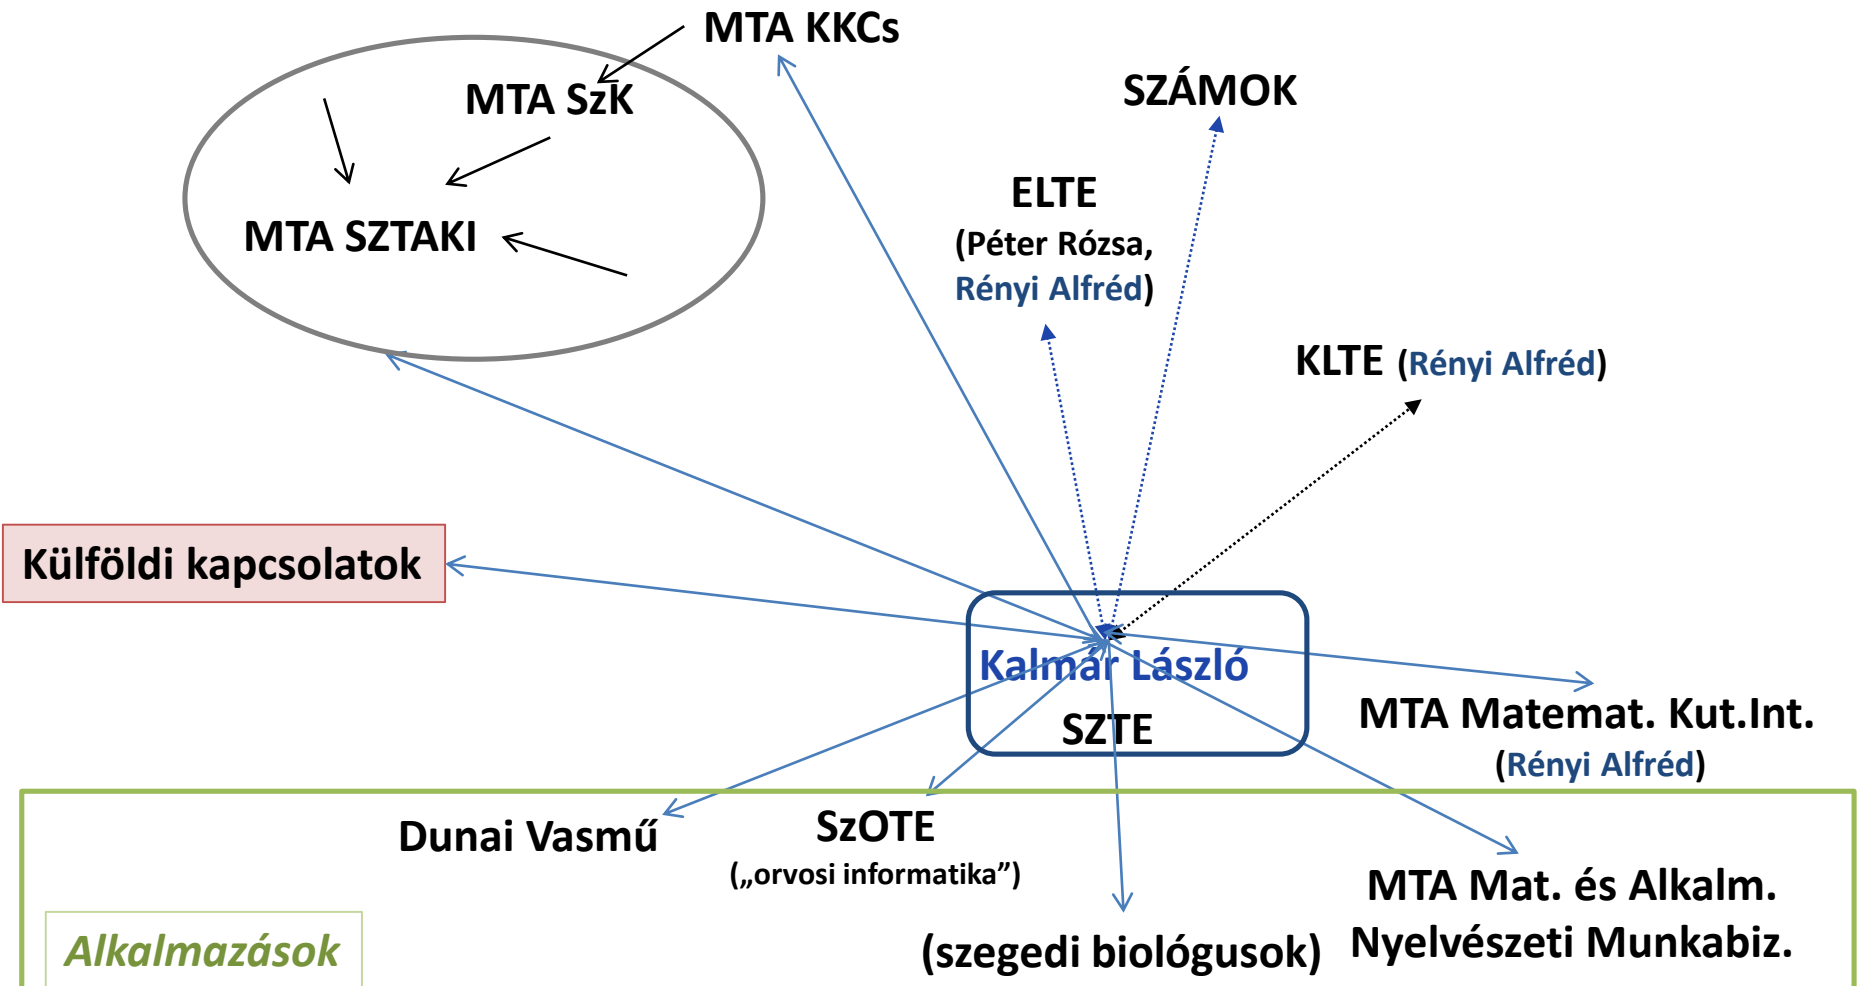 MTA KKCs
MTA SzK
SZÁMOK
ELTE
(Péter Rózsa,
Rényi Alfréd)
MTA SZTAKI
KLTE (Rényi Alfréd)
Külföldi kapcsolatok
Kalmár László
SZTE
MTA Matemat. Kut.Int.
(Rényi Alfréd)
Dunai Vasmű
SzOTE
(„orvosi informatika”)
MTA Mat. és Alkalm.
Nyelvészeti Munkabiz.
(szegedi biológusok)
Alkalmazások